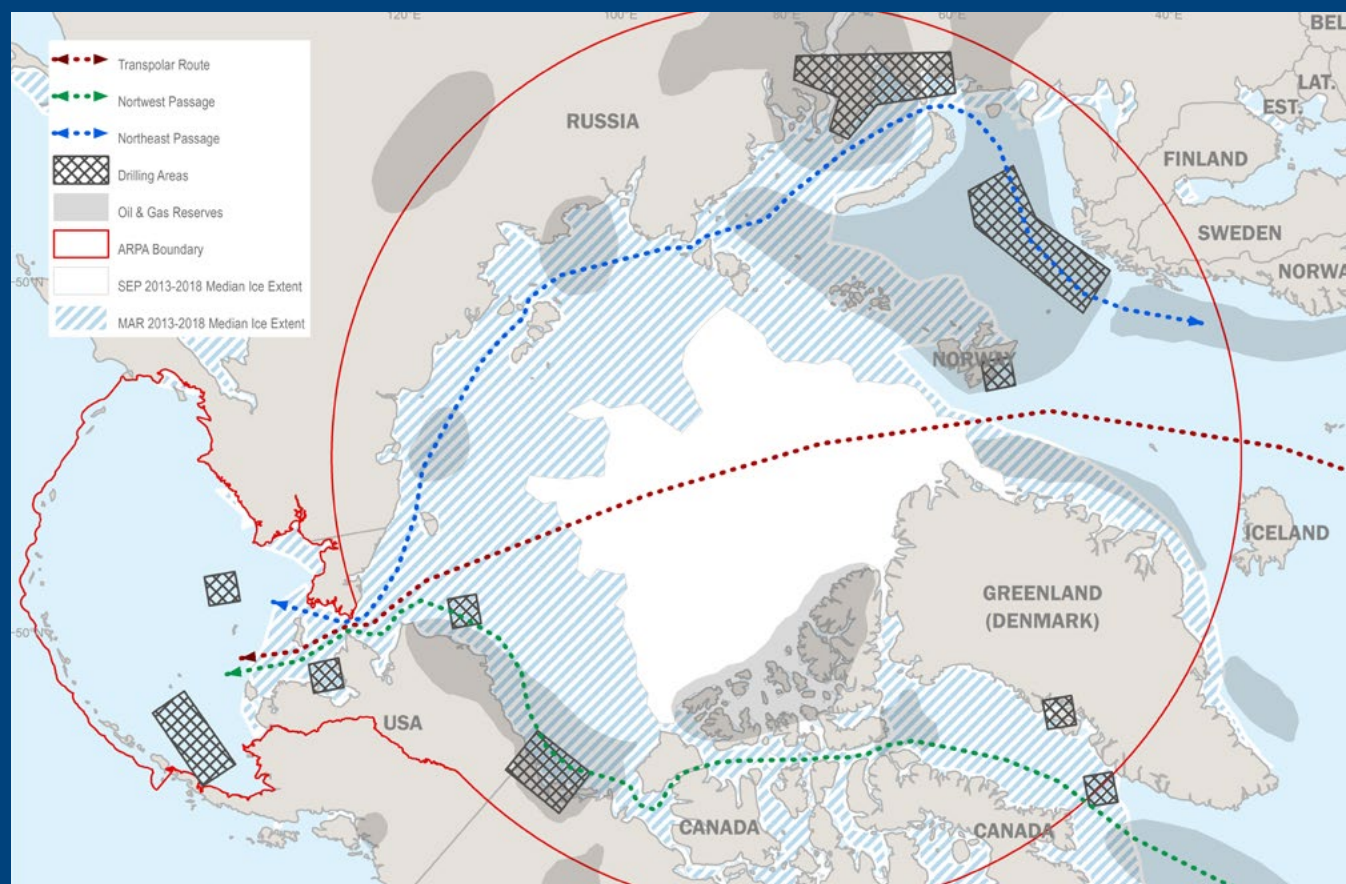 120°E
80°E
60°E
40°E
BEL
Transpolar Route
Nortwest Passage
Northeast Passage
Drilling Areas
Oil & Gas Reserves
ARPA Boundary
SEP 2013-2018 Median Ice Extent
MAR 2013-2018 Median Ice Extent
RUSSIA
LAT.
EST.
FINLAND
SWEDEN
NORWA
50°N
NORWAY
ICELAND
GREENLAND
(DENMARK)
50°N
USA
CANADA
CANADA